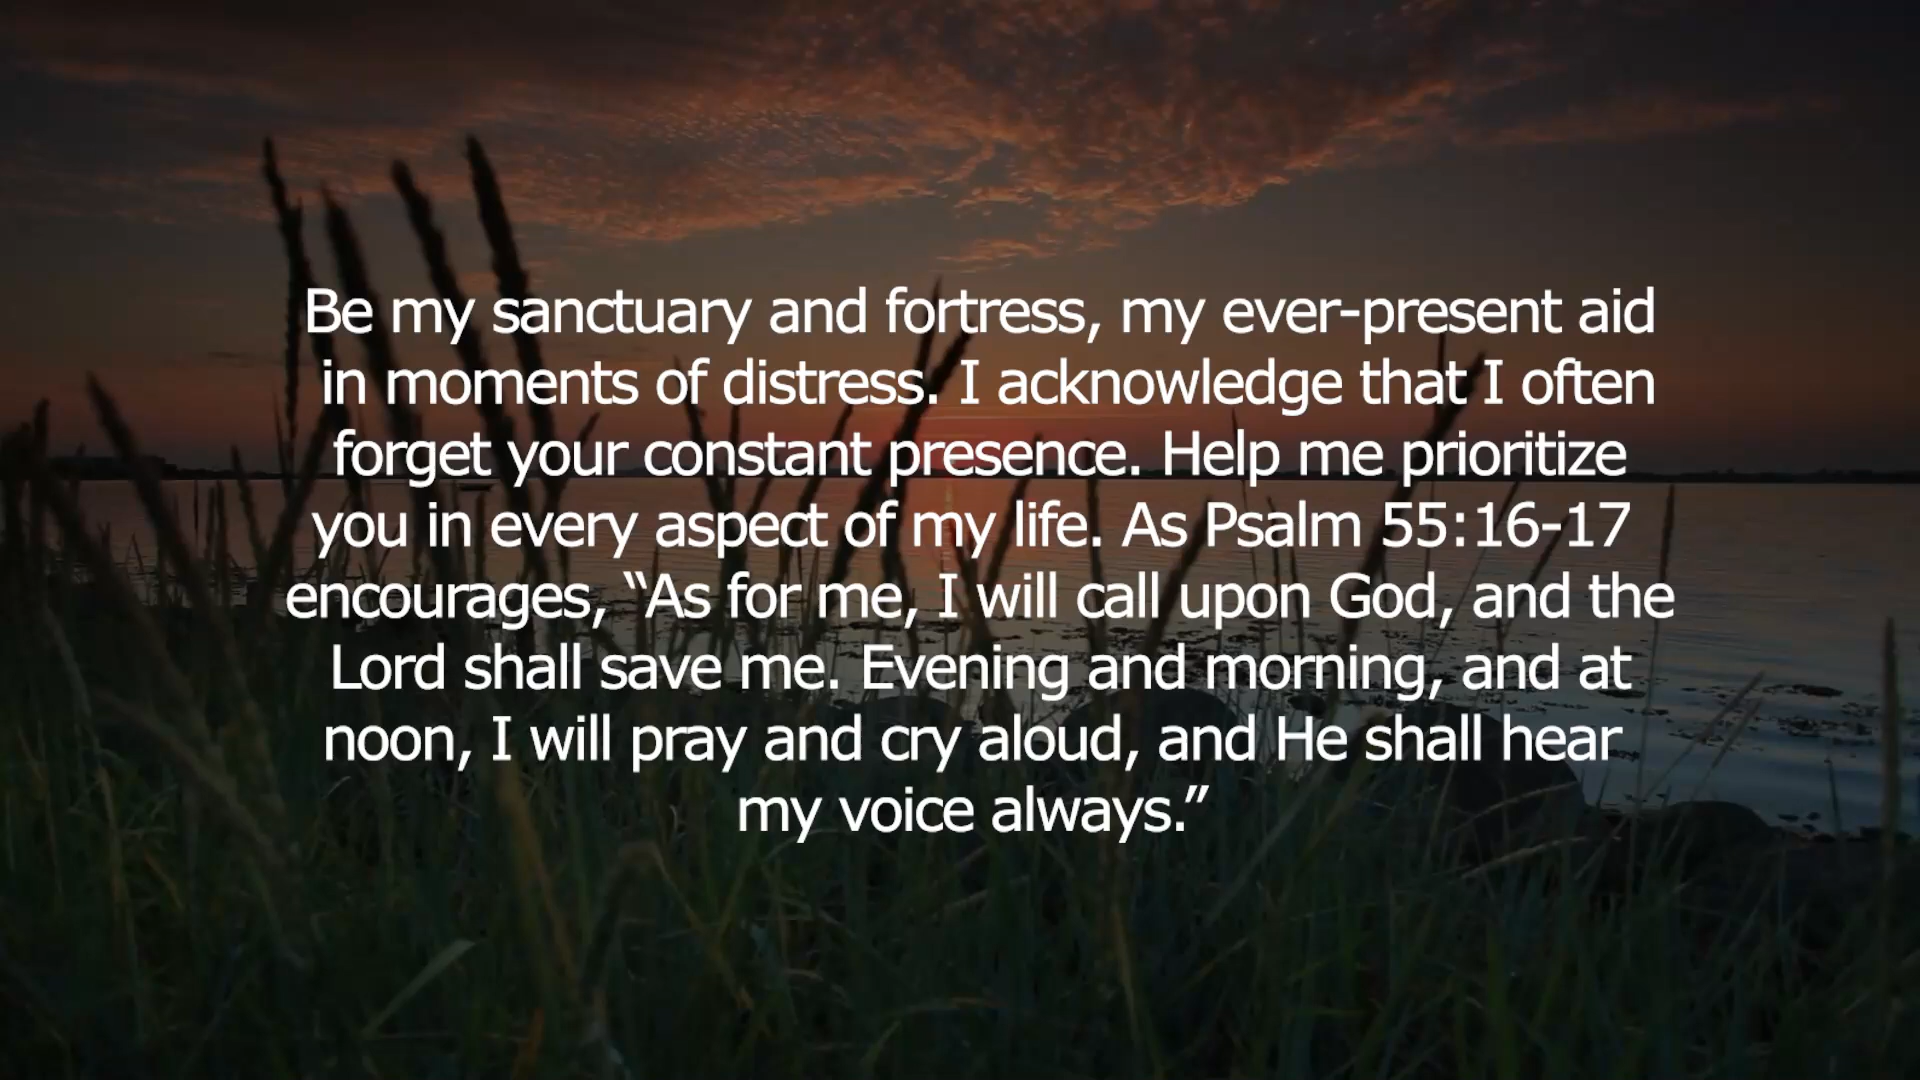 Be my sanctuary and fortress, my ever-present aid
in moments of distress. I acknowledge that I often
forget your constant presence. Help me prioritize
you in every aspect of my life. As Psalm 55:16-17
encourages, “As for me, I will call upon God, and the
Lord shall save me. Evening and morning, and at
noon, I will pray and cry aloud, and He shall hear
my voice always.”